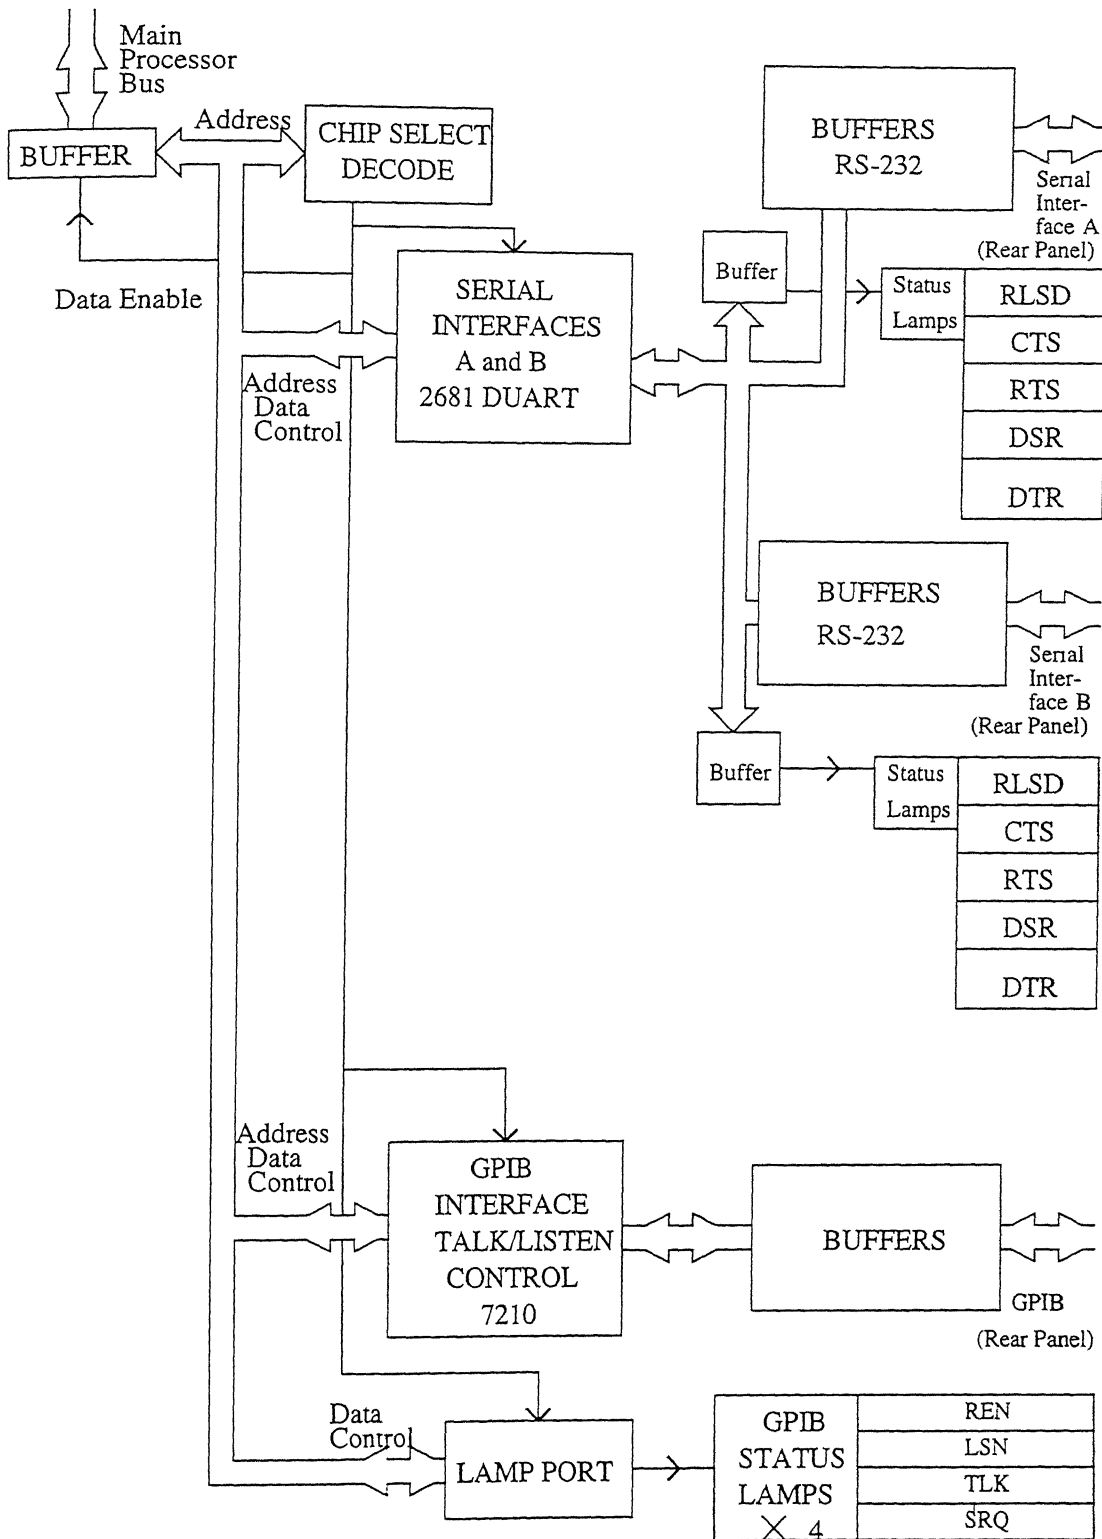 Main
Processor
Bus
Address
BUFFER
CHIP SELECT
DECODE
BUFFERS
RS-232
Serial
Inter-
face A
(Rear Panel)
Data Enable
SERIAL
INTERFACES
A and B
2681 DUART
Buffer
Status
Lamps
RLSD
CTS
RTS
DSR
DTR
Address
Data
Control
BUFFERS
RS-232
Serial
Inter-
face B
(Rear Panel)
Buffer
Status
Lamps
RLSD
CTS
RTS
DSR
DTR
Address
Data
Control
GPIB
INTERFACE
TALK/LISTEN
CONTROL
7210
BUFFERS
GPIB
(Rear Panel)
Data
Control
LAMP PORT
GPIB
STATUS
LAMPS
X 4
REN
LSN
TLK
SRQ